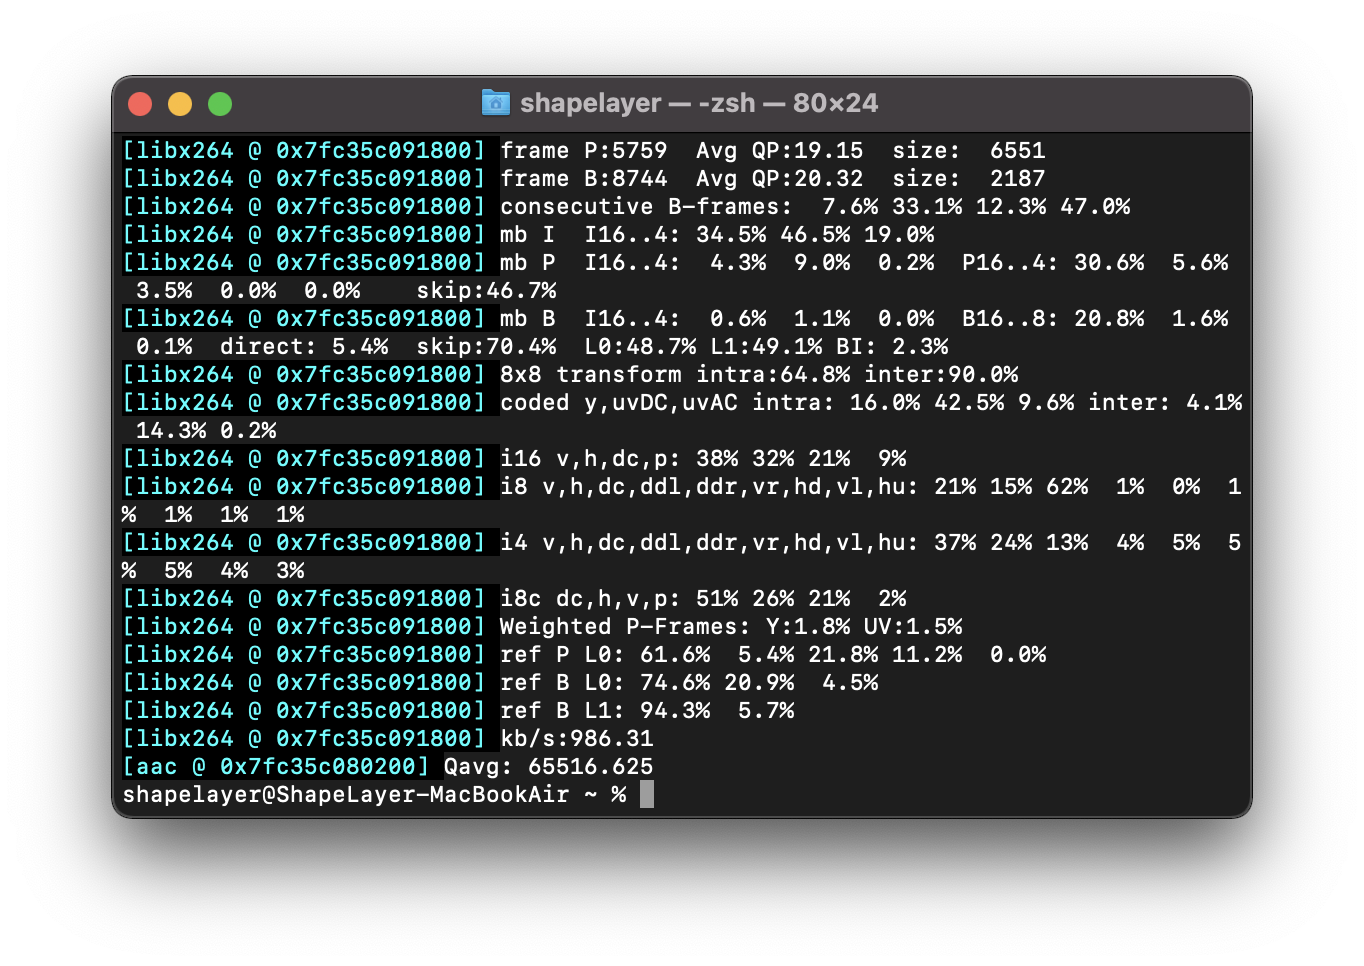 shapelayer — -zsh — 80×24
[libx264 @ 0x7fc35c091800] frame P:5759  Avg QP:19.15  size:  6551
[libx264 @ 0x7fc35c091800] frame B:8744  Avg QP:20.32  size:  2187
[libx264 @ 0x7fc35c091800] consecutive B-frames:  7.6% 33.1% 12.3% 47.0%
[libx264 @ 0x7fc35c091800] mb I  I16..4: 34.5% 46.5% 19.0%
[libx264 @ 0x7fc35c091800] mb P  I16..4:  4.3%  9.0%  0.2%  P16..4: 30.6%  5.6%
 3.5%  0.0%  0.0%    skip:46.7%
[libx264 @ 0x7fc35c091800] mb B  I16..4:  0.6%  1.1%  0.0%  B16..8: 20.8%  1.6%
 0.1%  direct: 5.4%  skip:70.4%  L0:48.7% L1:49.1% BI: 2.3%
[libx264 @ 0x7fc35c091800] 8x8 transform intra:64.8% inter:90.0%
[libx264 @ 0x7fc35c091800] coded y,uvDC,uvAC intra: 16.0% 42.5% 9.6% inter: 4.1%
 14.3% 0.2%
[libx264 @ 0x7fc35c091800] i16 v,h,dc,p: 38% 32% 21%  9%
[libx264 @ 0x7fc35c091800] i8 v,h,dc,ddl,ddr,vr,hd,vl,hu: 21% 15% 62%  1%  0%  1
%  1%  1%  1%
[libx264 @ 0x7fc35c091800] i4 v,h,dc,ddl,ddr,vr,hd,vl,hu: 37% 24% 13%  4%  5%  5
%  5%  4%  3%
[libx264 @ 0x7fc35c091800] i8c dc,h,v,p: 51% 26% 21%  2%
[libx264 @ 0x7fc35c091800] Weighted P-Frames: Y:1.8% UV:1.5%
[libx264 @ 0x7fc35c091800] ref P L0: 61.6%  5.4% 21.8% 11.2%  0.0%
[libx264 @ 0x7fc35c091800] ref B L0: 74.6% 20.9%  4.5%
[libx264 @ 0x7fc35c091800] ref B L1: 94.3%  5.7%
[libx264 @ 0x7fc35c091800] kb/s:986.31
[aac @ 0x7fc35c080200] Qavg: 65516.625
shapelayer@ShapeLayer-MacBookAir ~ %